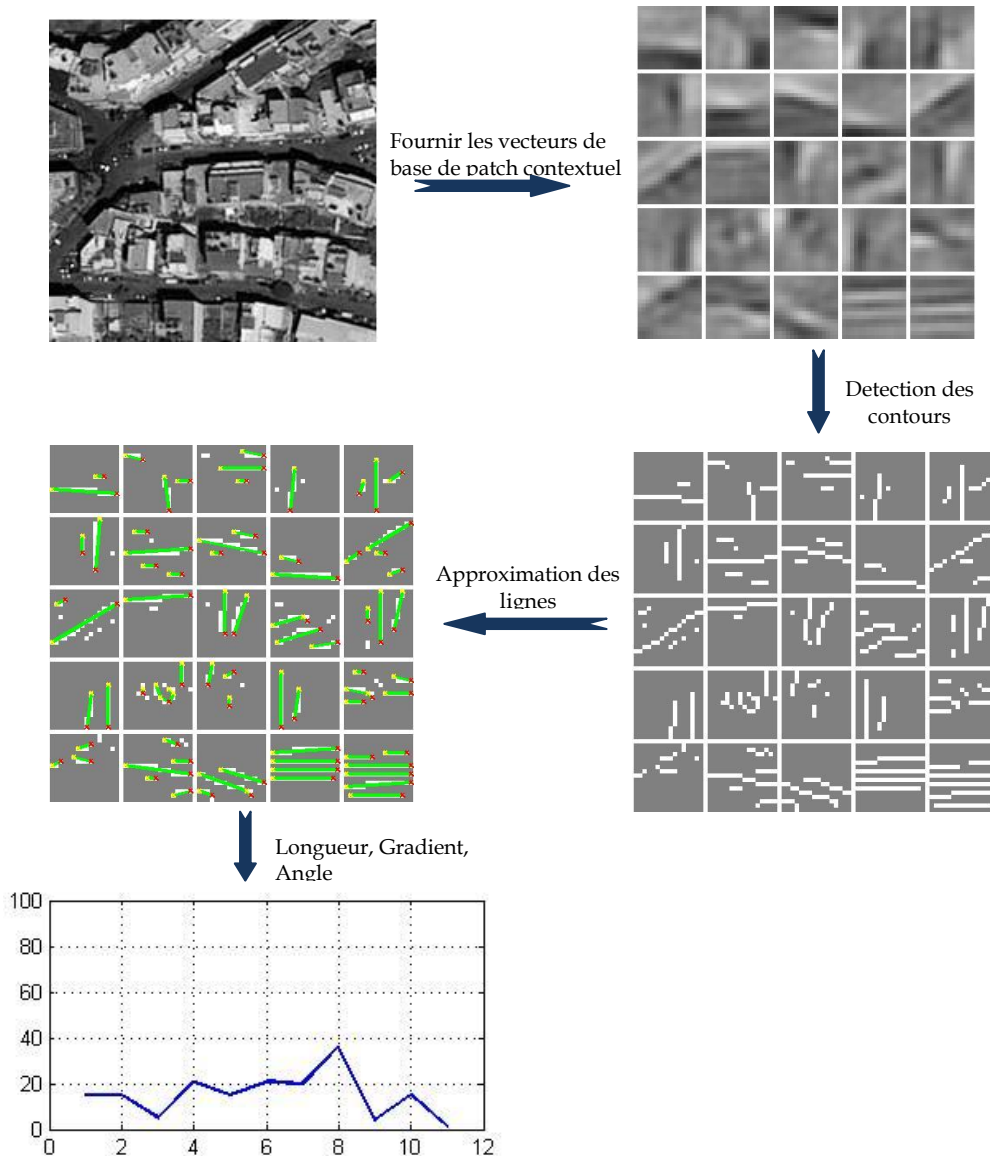 Fournir les vecteurs de
base de patch contextuel
Detection des
contours
Approximation des
lignes
Longueur, Gradient,
Angle
100
80
60
40
20
0
0 2 4 6 8 10 12